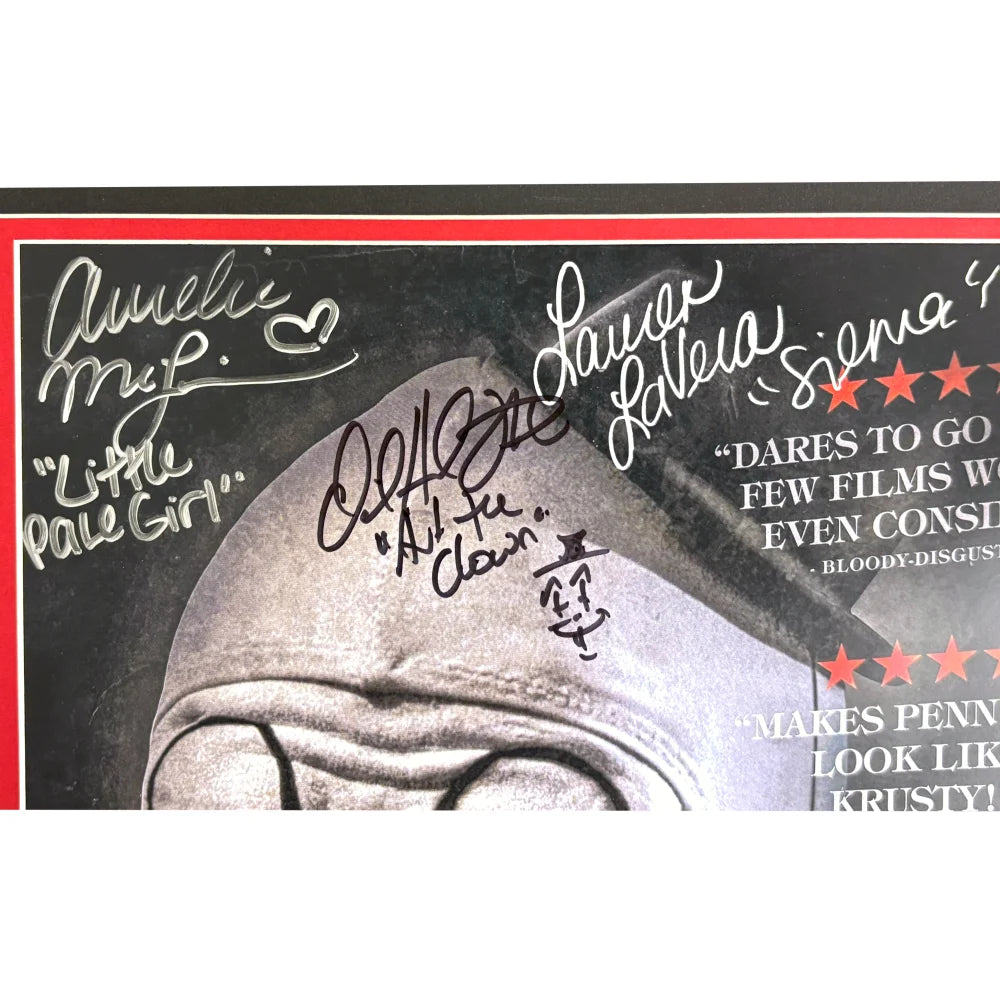 Amelie
McLain
"Little
Pale Girl"
"Art the
Clown"
Lauren
LaVera
"Sienna"
"DARES TO GO
FEW FILMS WO
EVEN CONSID
- BLOODY-DISGUST
"MAKES PENN
LOOK LIK
KRUSTY!